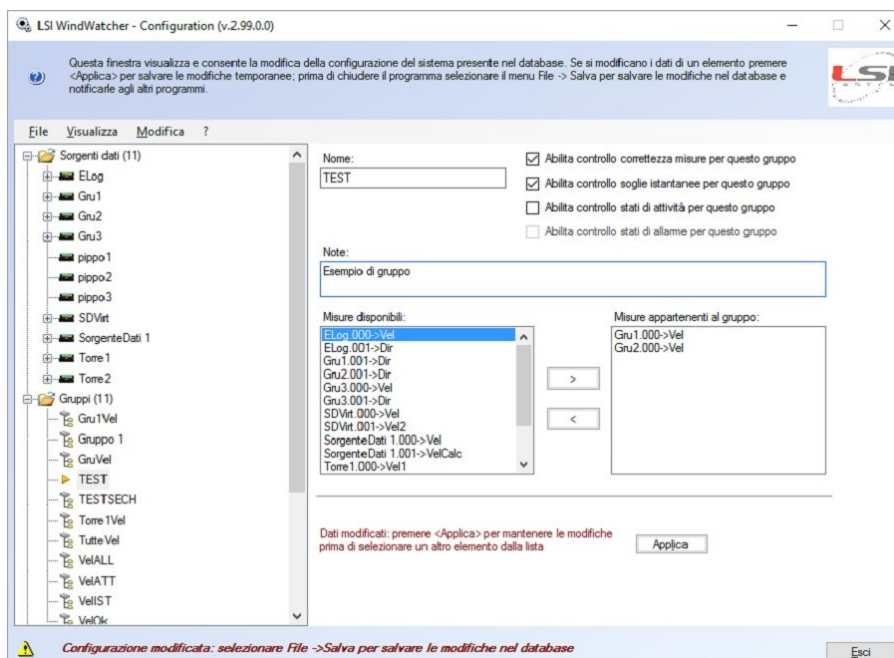 LSI WindWatcher - Configuration (v.2.99.0.0)
Questa finestra visualizza e consente la modifica della configurazione del sistema presente nel database. Se si modificano i dati di un elemento premere
<Applica> per salvare le modifiche temporanee; prima di chiudere il programma selezionare il menu File -> Salva per salvare le modifiche nel database e
notificarle agli altri programmi.
LSI
File Visualizza Modifica ?
Sorgenti dati (11)
ELog
Gru1
Gru2
Gru3
pippo1
pippo2
pippo3
SDVirt
SorgenteDati 1
Torre1
Torre2
Gruppi (11)
Gru1Vel
Gruppo 1
GruVel
TEST
TESTSECH
Torre1Vel
TutteVel
VelALL
VelATT
VelIST
VelOk
Nome:
TEST
Abilita controllo correttezza misure per questo gruppo
Abilita controllo soglie istantanee per questo gruppo
Abilita controllo stati di attività per questo gruppo
Abilita controllo stati di allarme per questo gruppo
Note:
Esempio di gruppo
Misure disponibili:
ELog.000->Vel
ELog.001->Dir
Gru1.001->Dir
Gru2.001->Dir
Gru3.000->Vel
Gru3.001->Dir
SDVirt.000->Vel
SDVirt.001->Vel2
SorgenteDati 1.000->Vel
SorgenteDati 1.001->VelCalc
Torre1.000->Vel1
>
<
Misure appartenenti al gruppo:
Gru1.000->Vel
Gru2.000->Vel
Dati modificati: premere <Applica> per mantenere le modifiche
prima di selezionare un altro elemento dalla lista
Applica
Configurazione modificata: selezionare File ->Salva per salvare le modifiche nel database
Esci